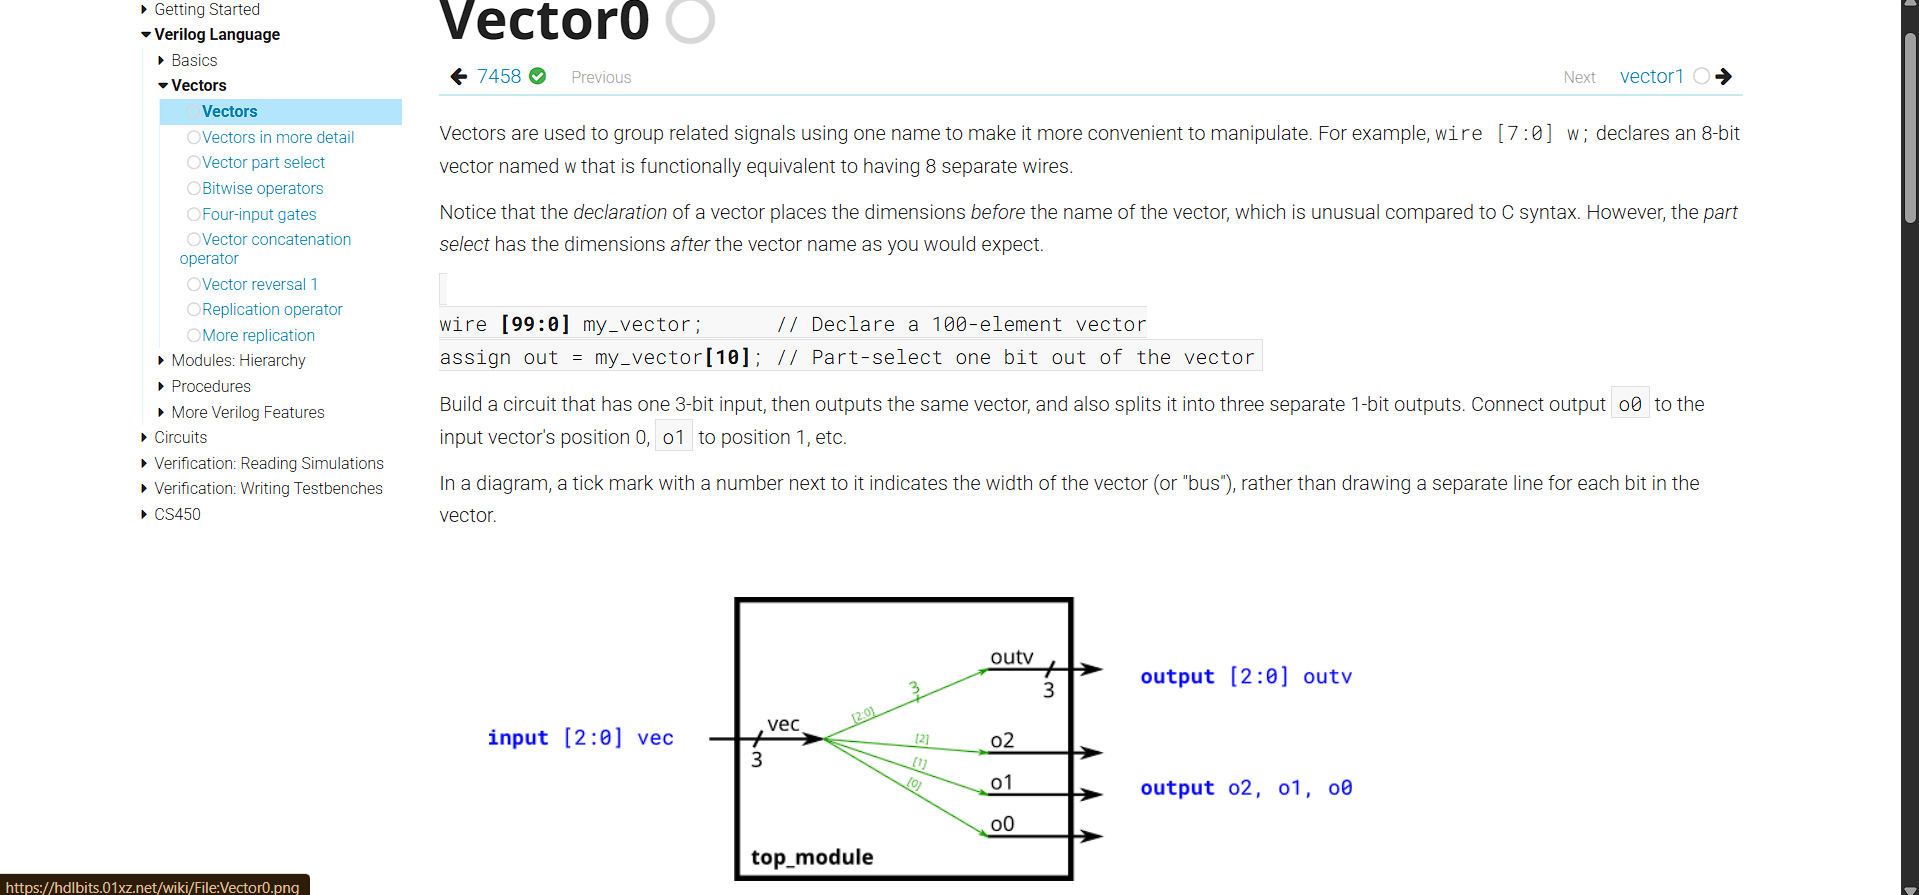 Getting Started
Verilog Language
Basics
Vectors
Vectors
Vectors in more detail
Vector part select
Bitwise operators
Four-input gates
Vector concatenation
operator
Vector reversal 1
Replication operator
More replication
Modules: Hierarchy
Procedures
More Verilog Features
Circuits
Verification: Reading Simulations
Verification: Writing Testbenches
CS450
Vector0
7458 Previous
Next vector1
Vectors are used to group related signals using one name to make it more convenient to manipulate. For example, wire [7:0] w; declares an 8-bit
vector named w that is functionally equivalent to having 8 separate wires.
Notice that the declaration of a vector places the dimensions before the name of the vector, which is unusual compared to C syntax. However, the part
select has the dimensions after the vector name as you would expect.
wire [99:0] my_vector; // Declare a 100-element vector
assign out = my_vector[10]; // Part-select one bit out of the vector
Build a circuit that has one 3-bit input, then outputs the same vector, and also splits it into three separate 1-bit outputs. Connect output o0 to the
input vector's position 0, o1 to position 1, etc.
In a diagram, a tick mark with a number next to it indicates the width of the vector (or "bus"), rather than drawing a separate line for each bit in the
vector.
input [2:0] vec
vec
3
[2:0]
3
[2]
[1]
[0]
outv
3
o2
o1
o0
top_module
output [2:0] outv
output o2, o1, o0
https://hdlbits.01xz.net/wiki/File:Vector0.png